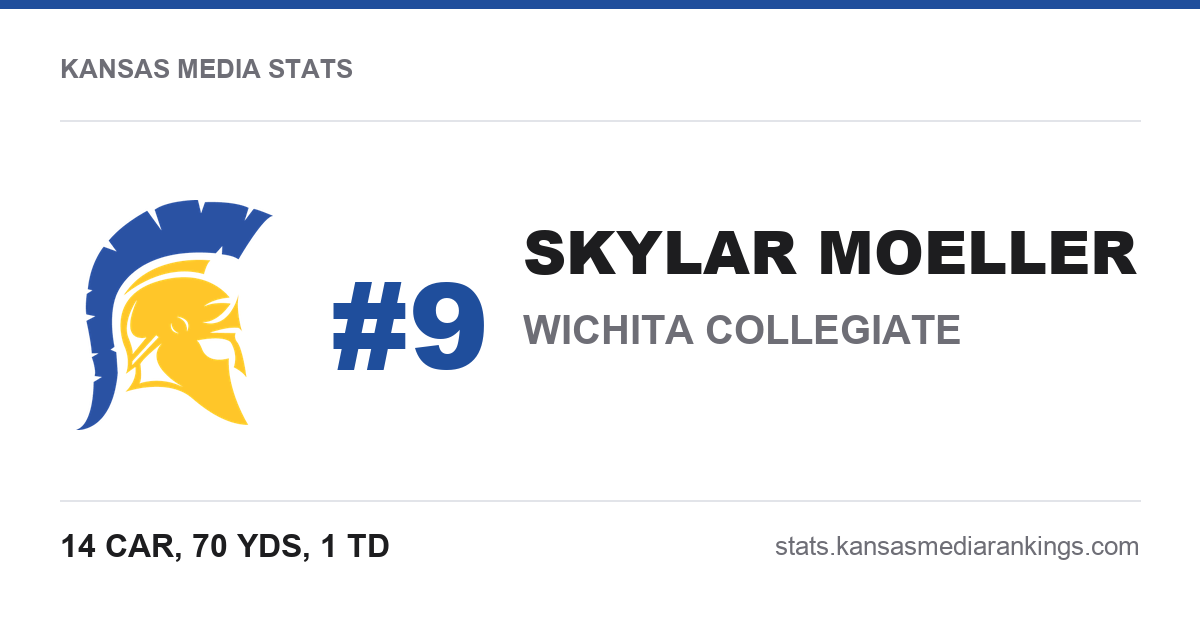 KANSAS MEDIA STATS
#9
SKYLAR MOELLER
WICHITA COLLEGIATE
14 CAR, 70 YDS, 1 TD
stats.kansasmediarankings.com